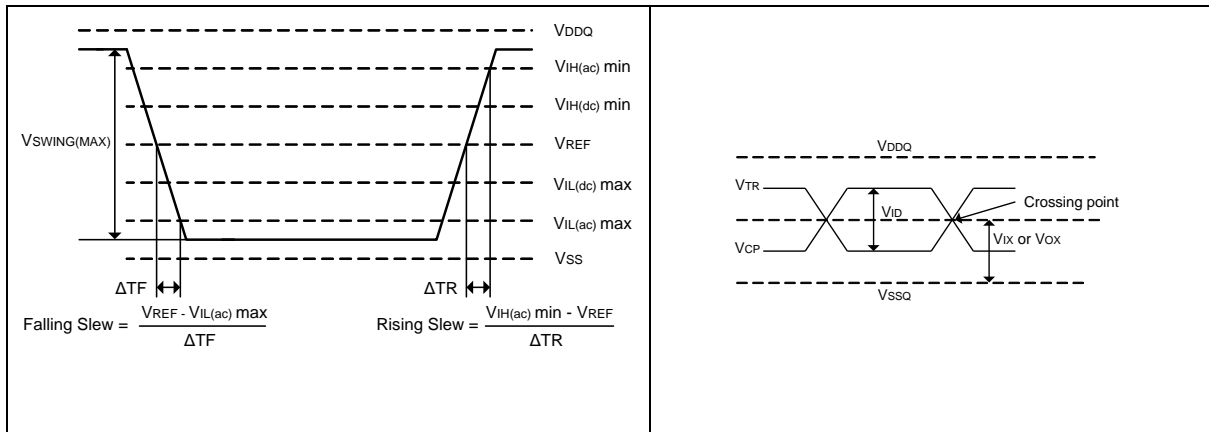 VDDQ
VIH(ac) min
VIH(dc) min
VSWING(MAX)
VREF
VIL(dc) max
VIL(ac) max
VSS
ΔTF
ΔTR
Falling Slew = VREF - VIL(ac) max
ΔTF
Rising Slew = VIH(ac) min - VREF
ΔTR
VDDQ
VTR
VID
Crossing point
VCP
VIX or VOX
VSSQ